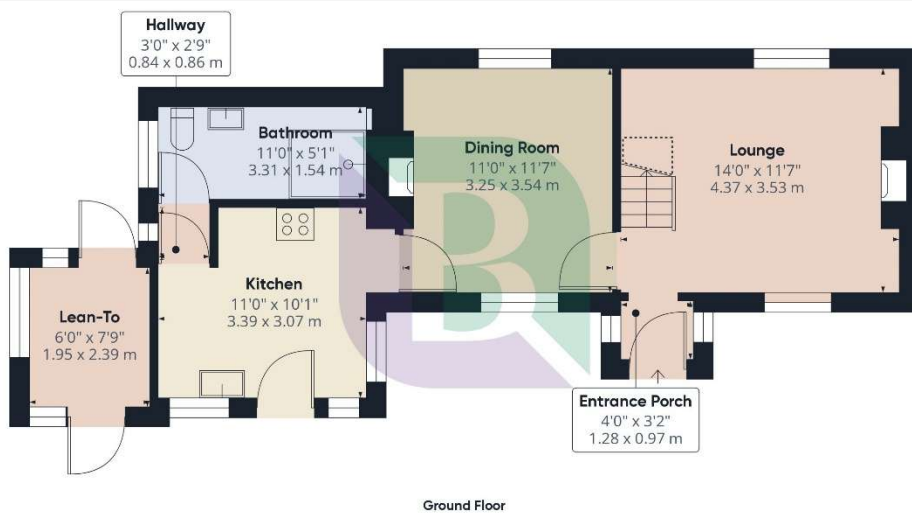 Hallway
3'0" x 2'9"
0.84 x 0.86 m
Bathroom
11'0" x 5'1"
3.31 x 1.54 m
Dining Room
11'0" x 11'7"
3.25 x 3.54 m
Lounge
14'0" x 11'7"
4.37 x 3.53 m
Kitchen
11'0" x 10'1"
3.39 x 3.07 m
Lean-To
6'0" x 7'9"
1.95 x 2.39 m
Entrance Porch
4'0" x 3'2"
1.28 x 0.97 m
B
Ground Floor